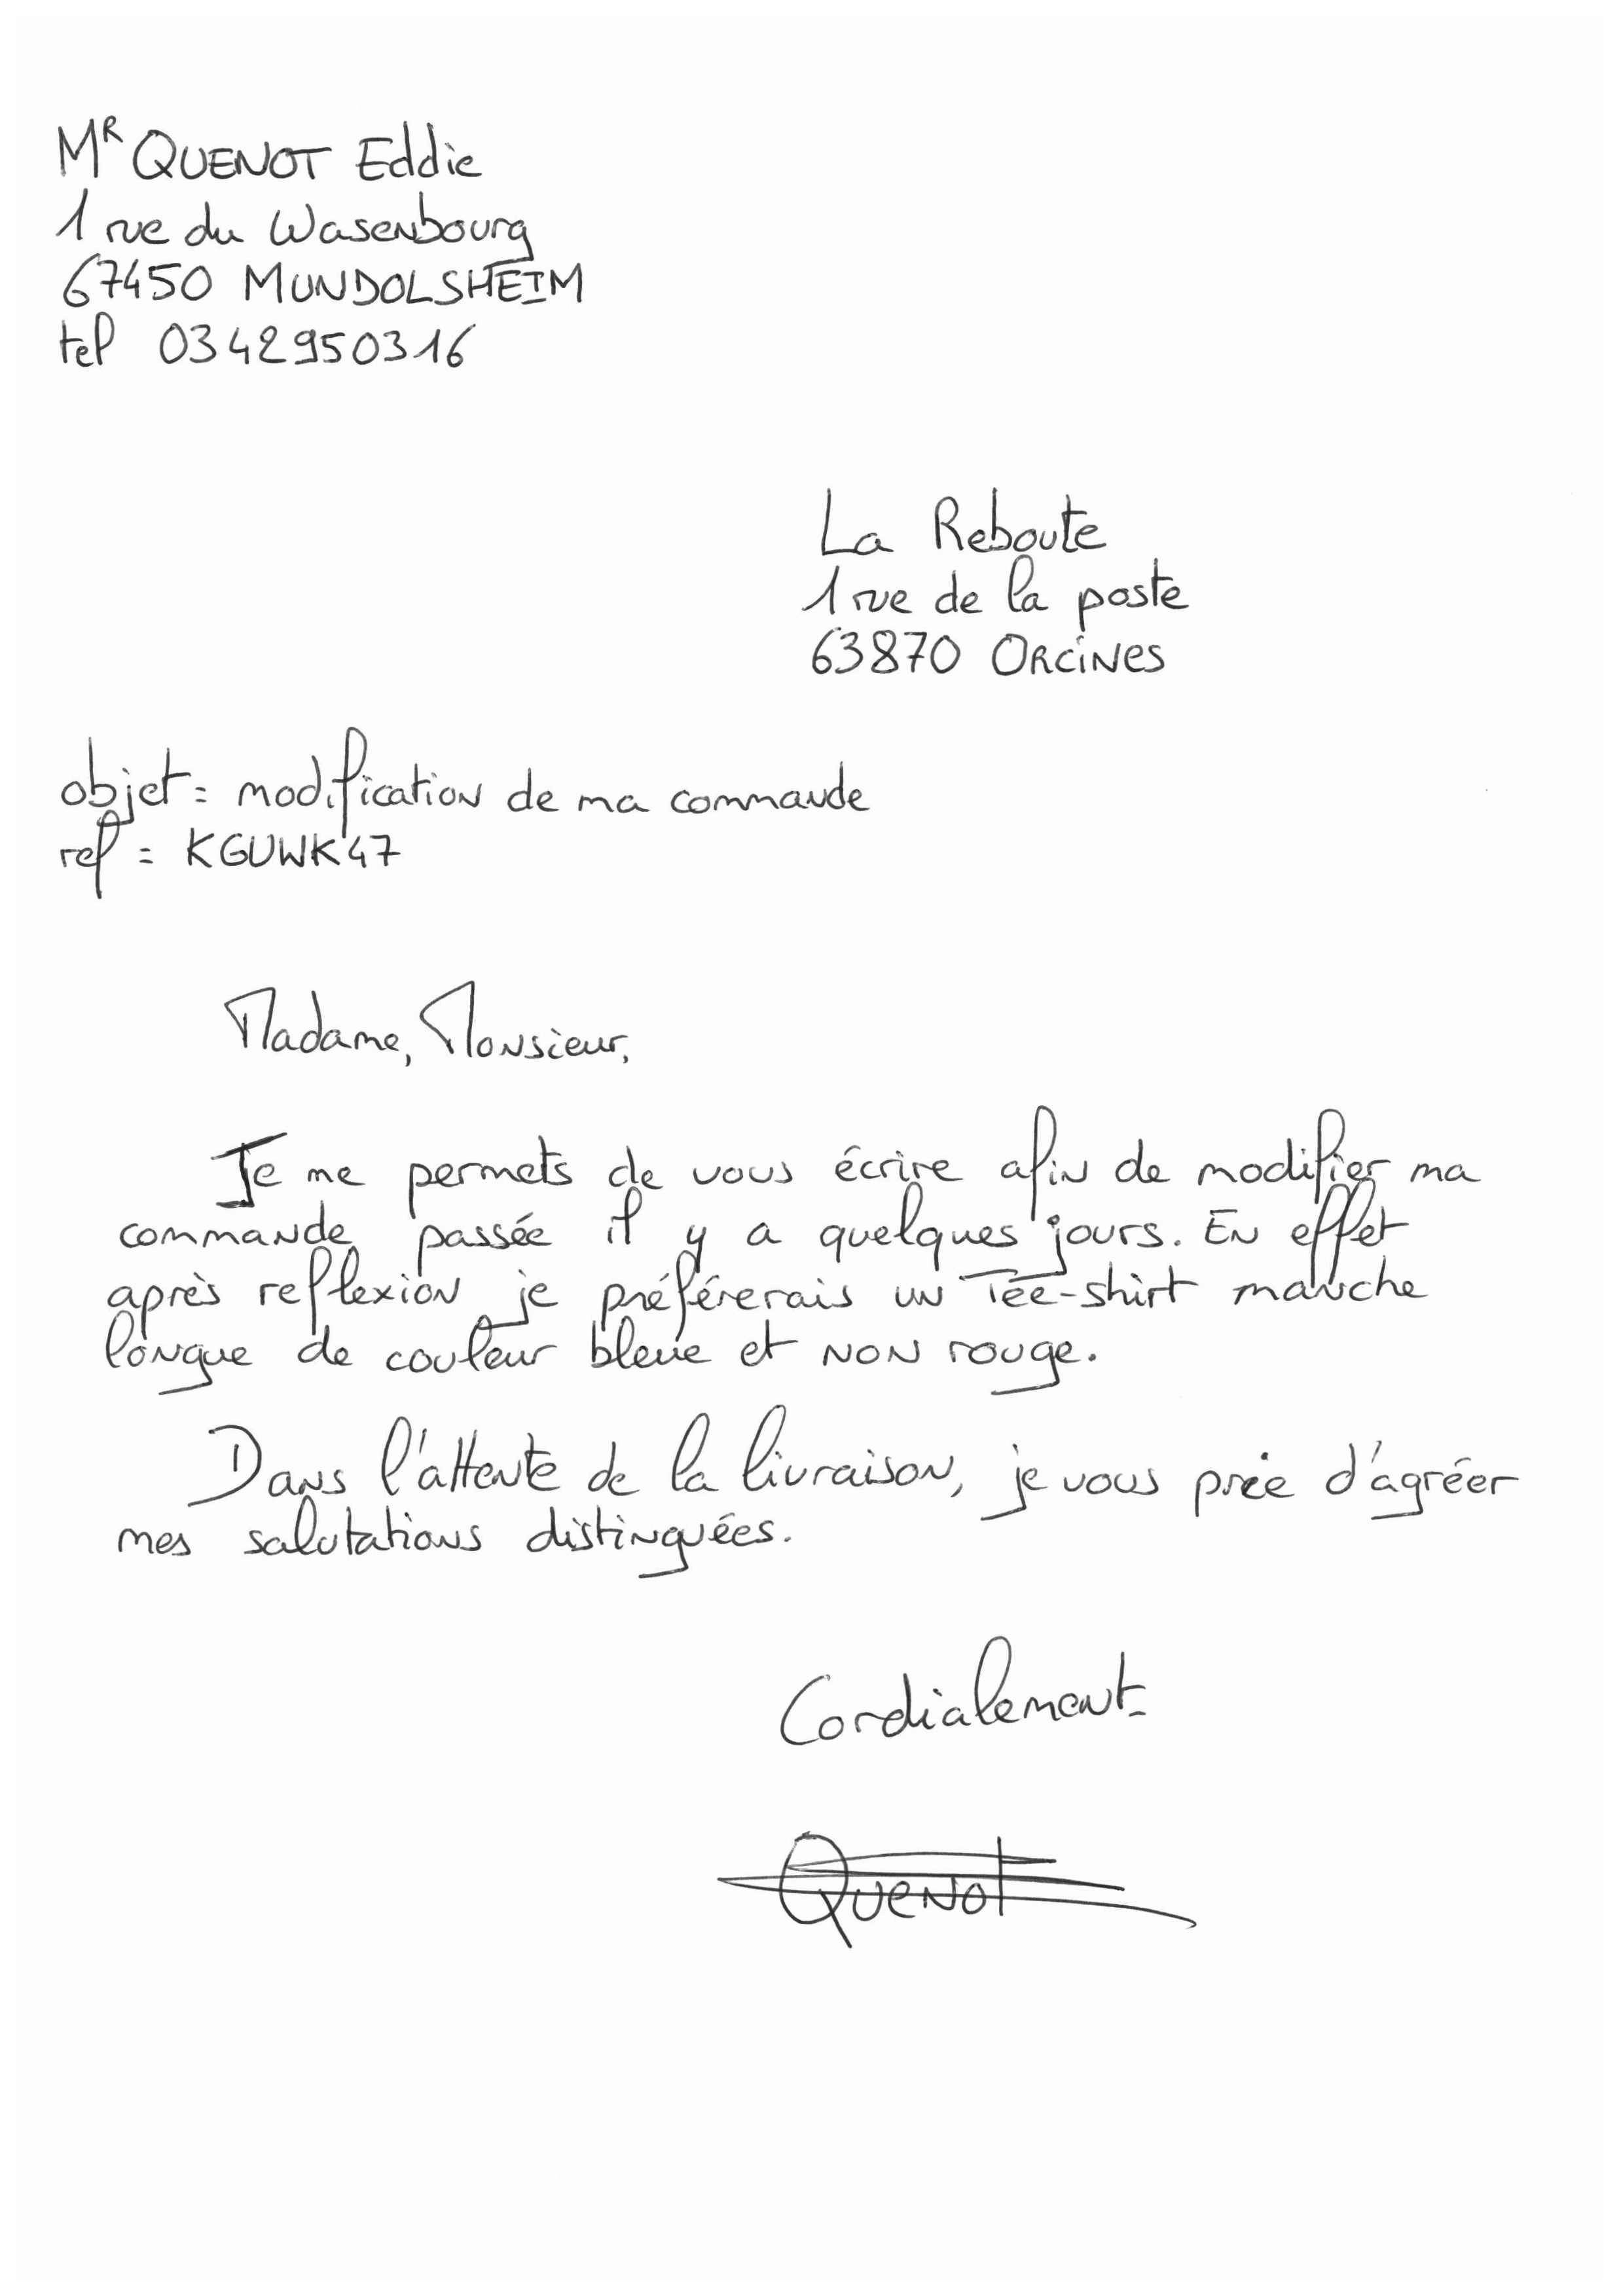 MR QUENOT Eddie
1 rue du Wasenbourg
67450 MUNDOLSHEIM
tel 0342950316
La Reboute
1 rue de la poste
63870 ORCiNes
objet = modification de ma commande
ref = KGUWK47
Madame, Monsieur,
Je me permets de vous écrire afin de modifier ma
commande passée il y a quelques jours. En effet
après reflexion je préférerais un Tee-shirt manche
longue de couleur bleue et non rouge.
Dans l'attente de la livraison, je vous prie d'agréer
mes salutations distinguées.
Cordialement
Quenot